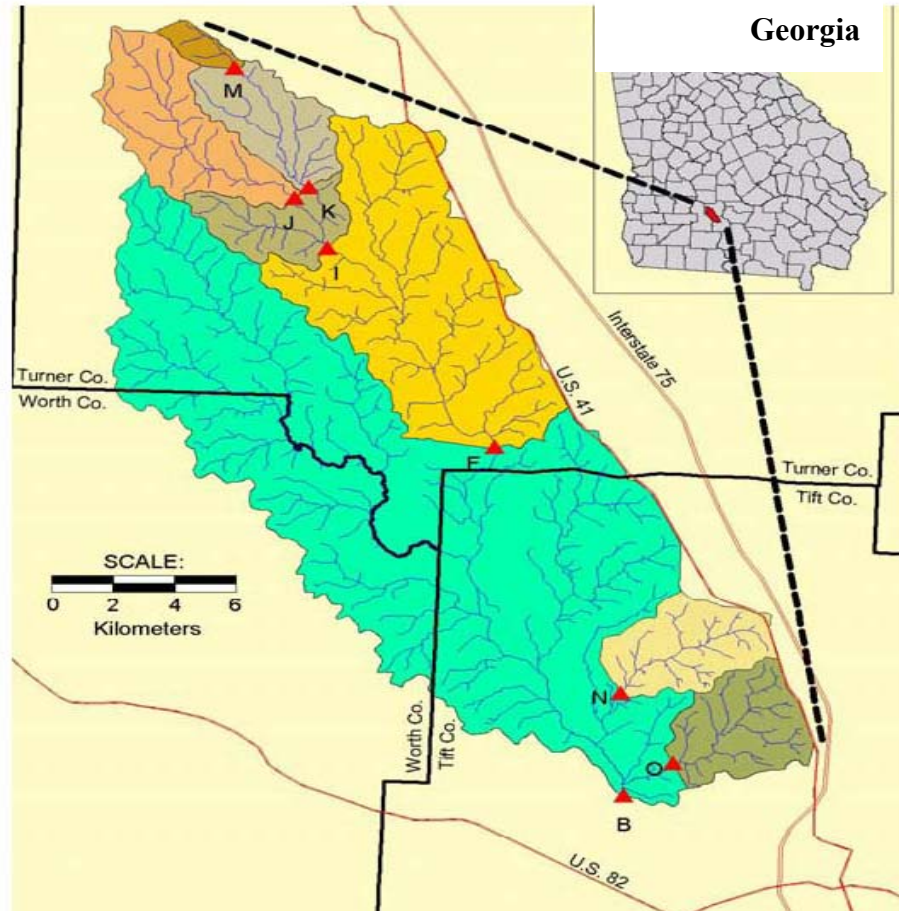 Georgia
M
K
J
I
Interstate 75
U.S. 41
Turner Co.
Worth Co.
F
Turner Co.
Tift Co.
SCALE:
0 2 4 6
Kilometers
N
Worth Co.
Tift Co.
O
B
U.S. 82